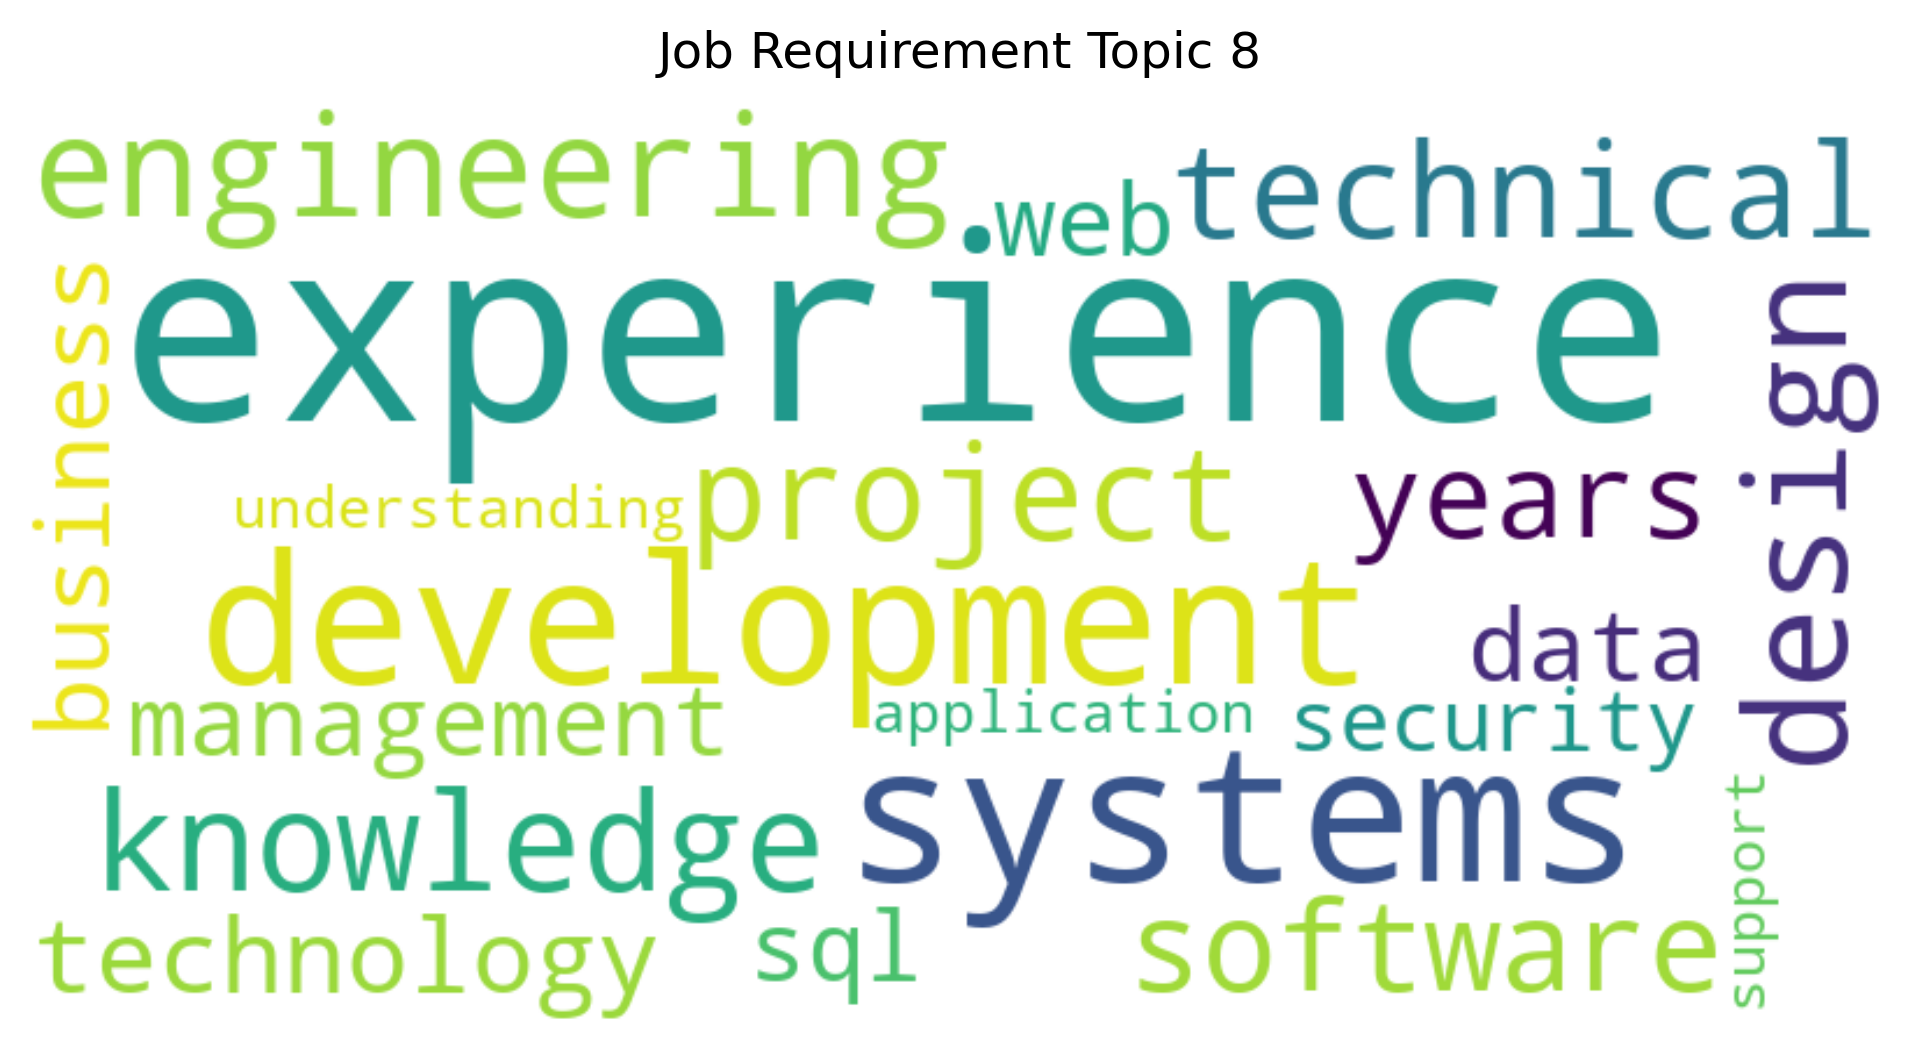 Job Requirement Topic 8
engineering
web
technical
experience
business
design
understanding
project
years
development
data
management
application
security
knowledge
systems
support
technology
sql
software